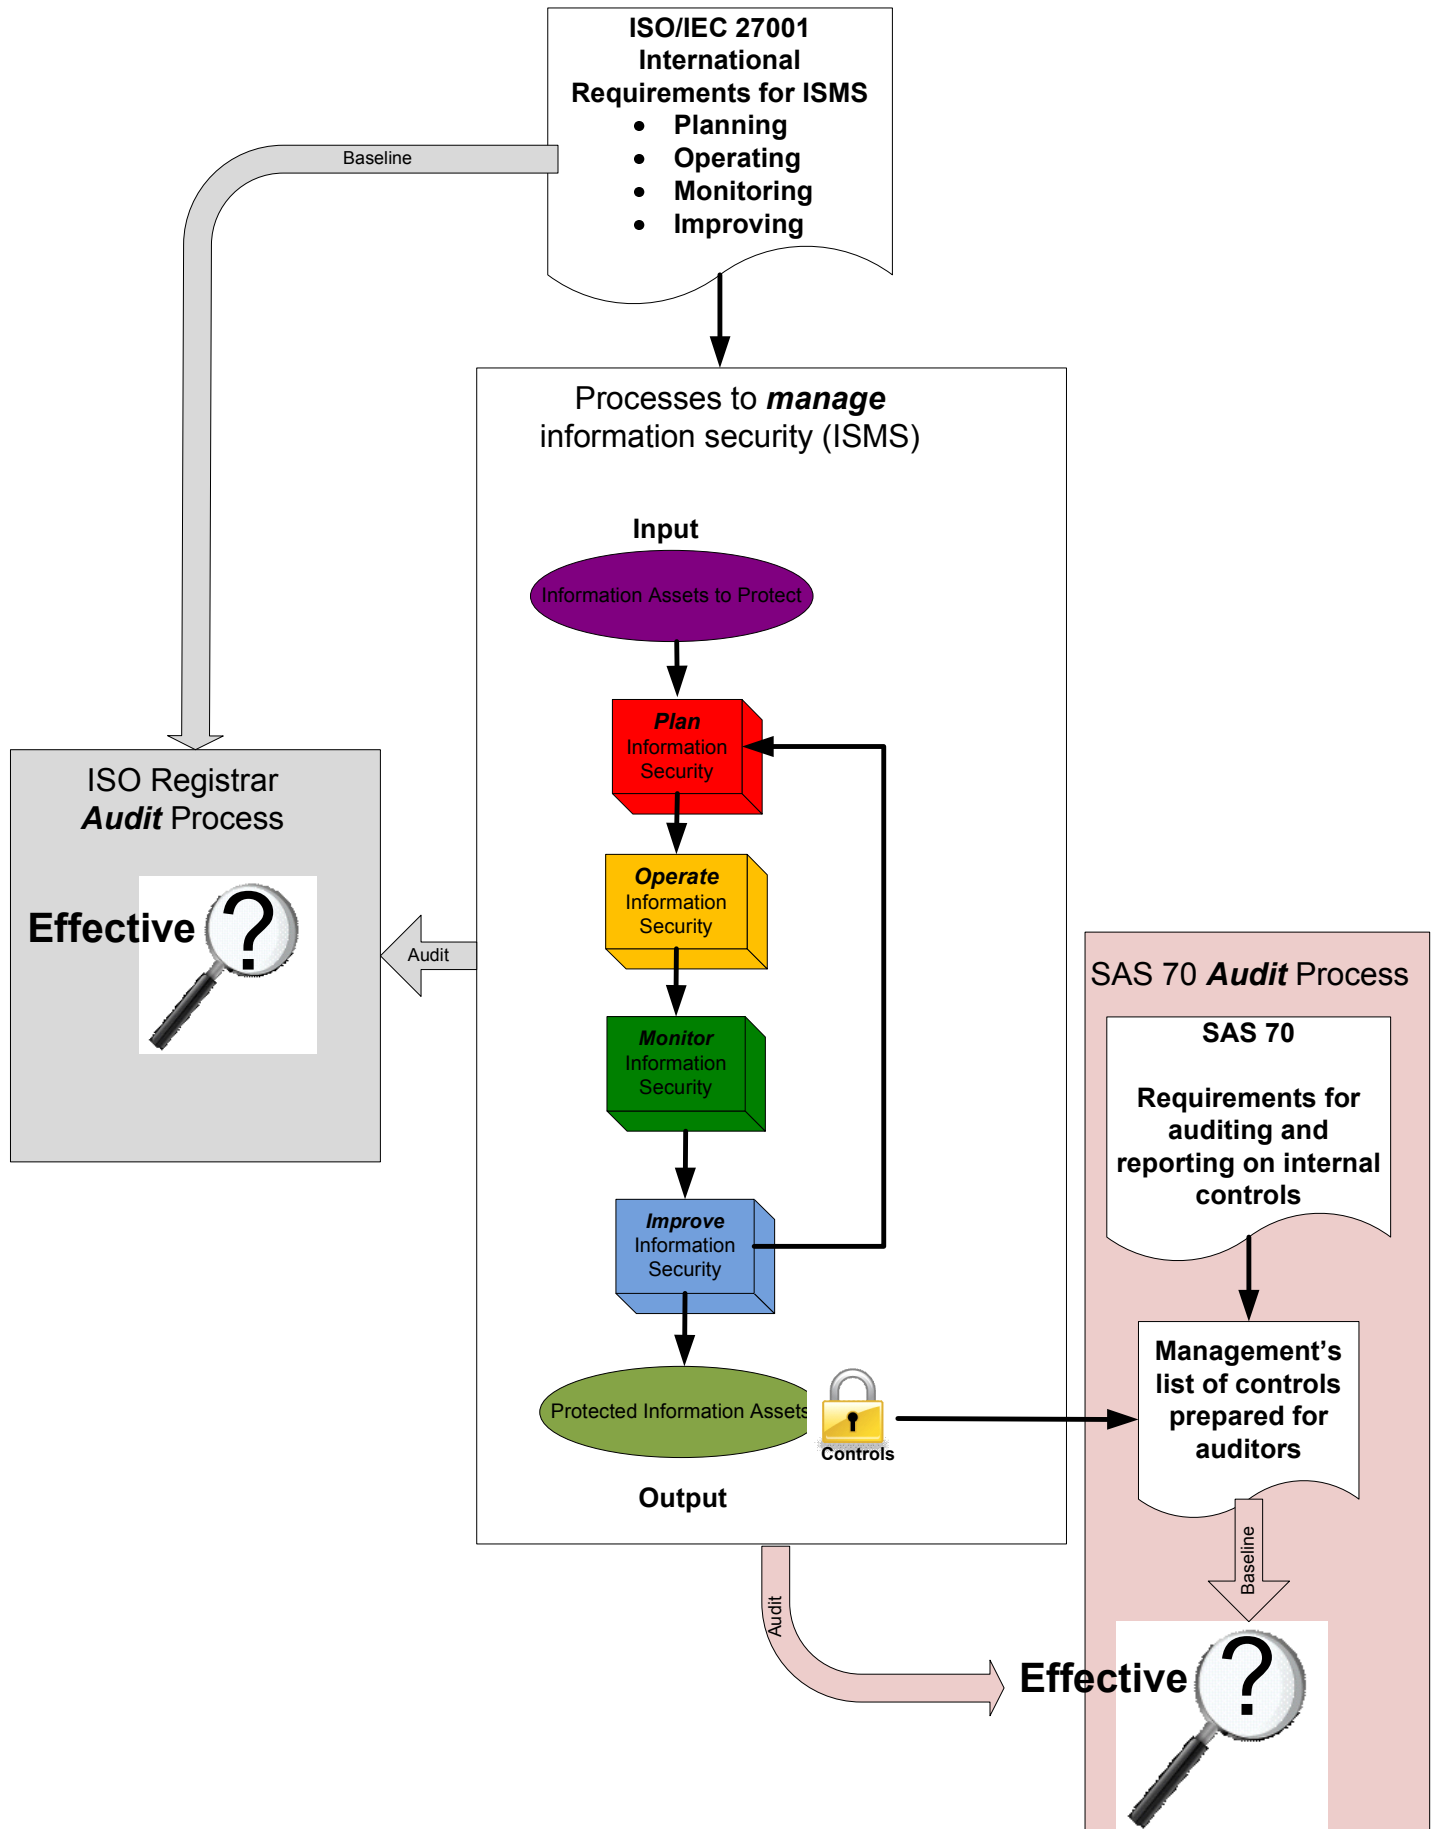 ISO/IEC 27001
International
Requirements for ISMS
• Planning
• Operating
• Monitoring
• Improving
Baseline
Processes to manage
information security (ISMS)
Input
Information Assets to Protect
Plan
Information
Security
Operate
Information
Security
Monitor
Information
Security
Improve
Information
Security
Protected Information Assets
Controls
Output
ISO Registrar
Audit Process
Effective
?
Audit
SAS 70 Audit Process
SAS 70
Requirements for
auditing and
reporting on internal
controls
Management’s
list of controls
prepared for
auditors
Baseline
Audit
Effective
?